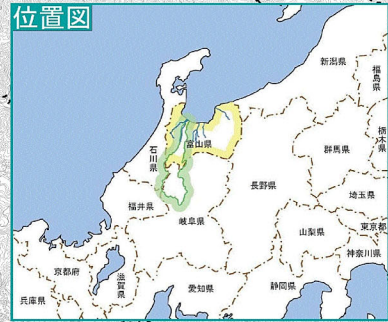 位置図
新潟県
福島県
栃木県
富山県
石川県
群馬県
長野県
福井県
埼玉県
岐阜県
東京都
山梨県
神奈川県
京都府
滋賀県
静岡県
愛知県
兵庫県